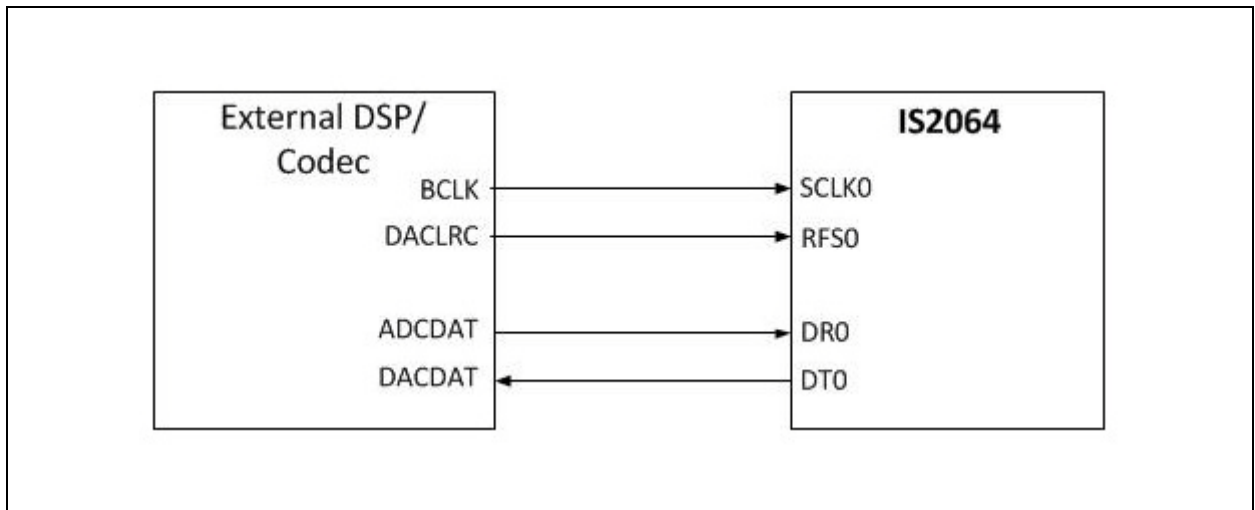 External DSP/
Codec
BCLK
DACLRC
ADCDAT
DACDAT
IS2064
SCLK0
RFS0
DR0
DT0